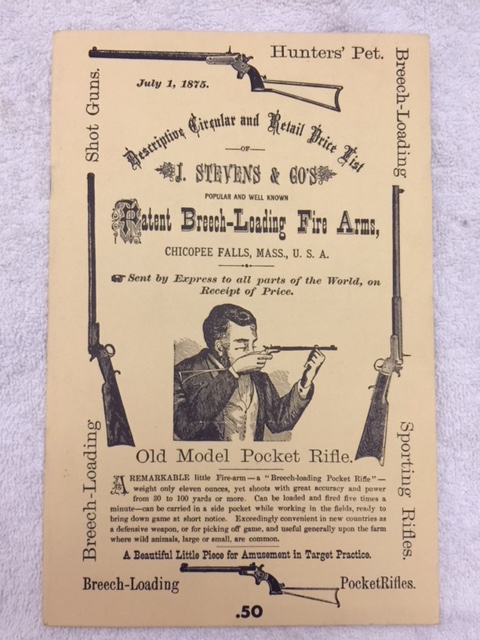 Hunters' Pet.
July 1, 1875.
Shot Guns.
Breech-Loading
Breech-Loading
Sporting Rifles.
Descriptive Circular and Retail Price List
OF
J. STEVENS & CO'S
POPULAR AND WELL KNOWN
Patent Breech-Loading Fire Arms,
CHICOPEE FALLS, MASS., U. S. A.
Sent by Express to all parts of the World, on
Receipt of Price.
Old Model Pocket Rifle.
A REMARKABLE little Fire-arm — a "Breech-loading Pocket Rifle" —
weight only eleven ounces, yet shoots with great accuracy and power
from 30 to 100 yards or more. Can be loaded and fired five times a
minute—can be carried in a side pocket while working in the fields, ready to
bring down game at short notice. Exceedingly convenient in new countries as
a defensive weapon, or for picking off game, and useful generally upon the farm
where wild animals, large or small, are common.
A Beautiful Little Piece for Amusement in Target Practice.
Breech-Loading
PocketRifles.
.50